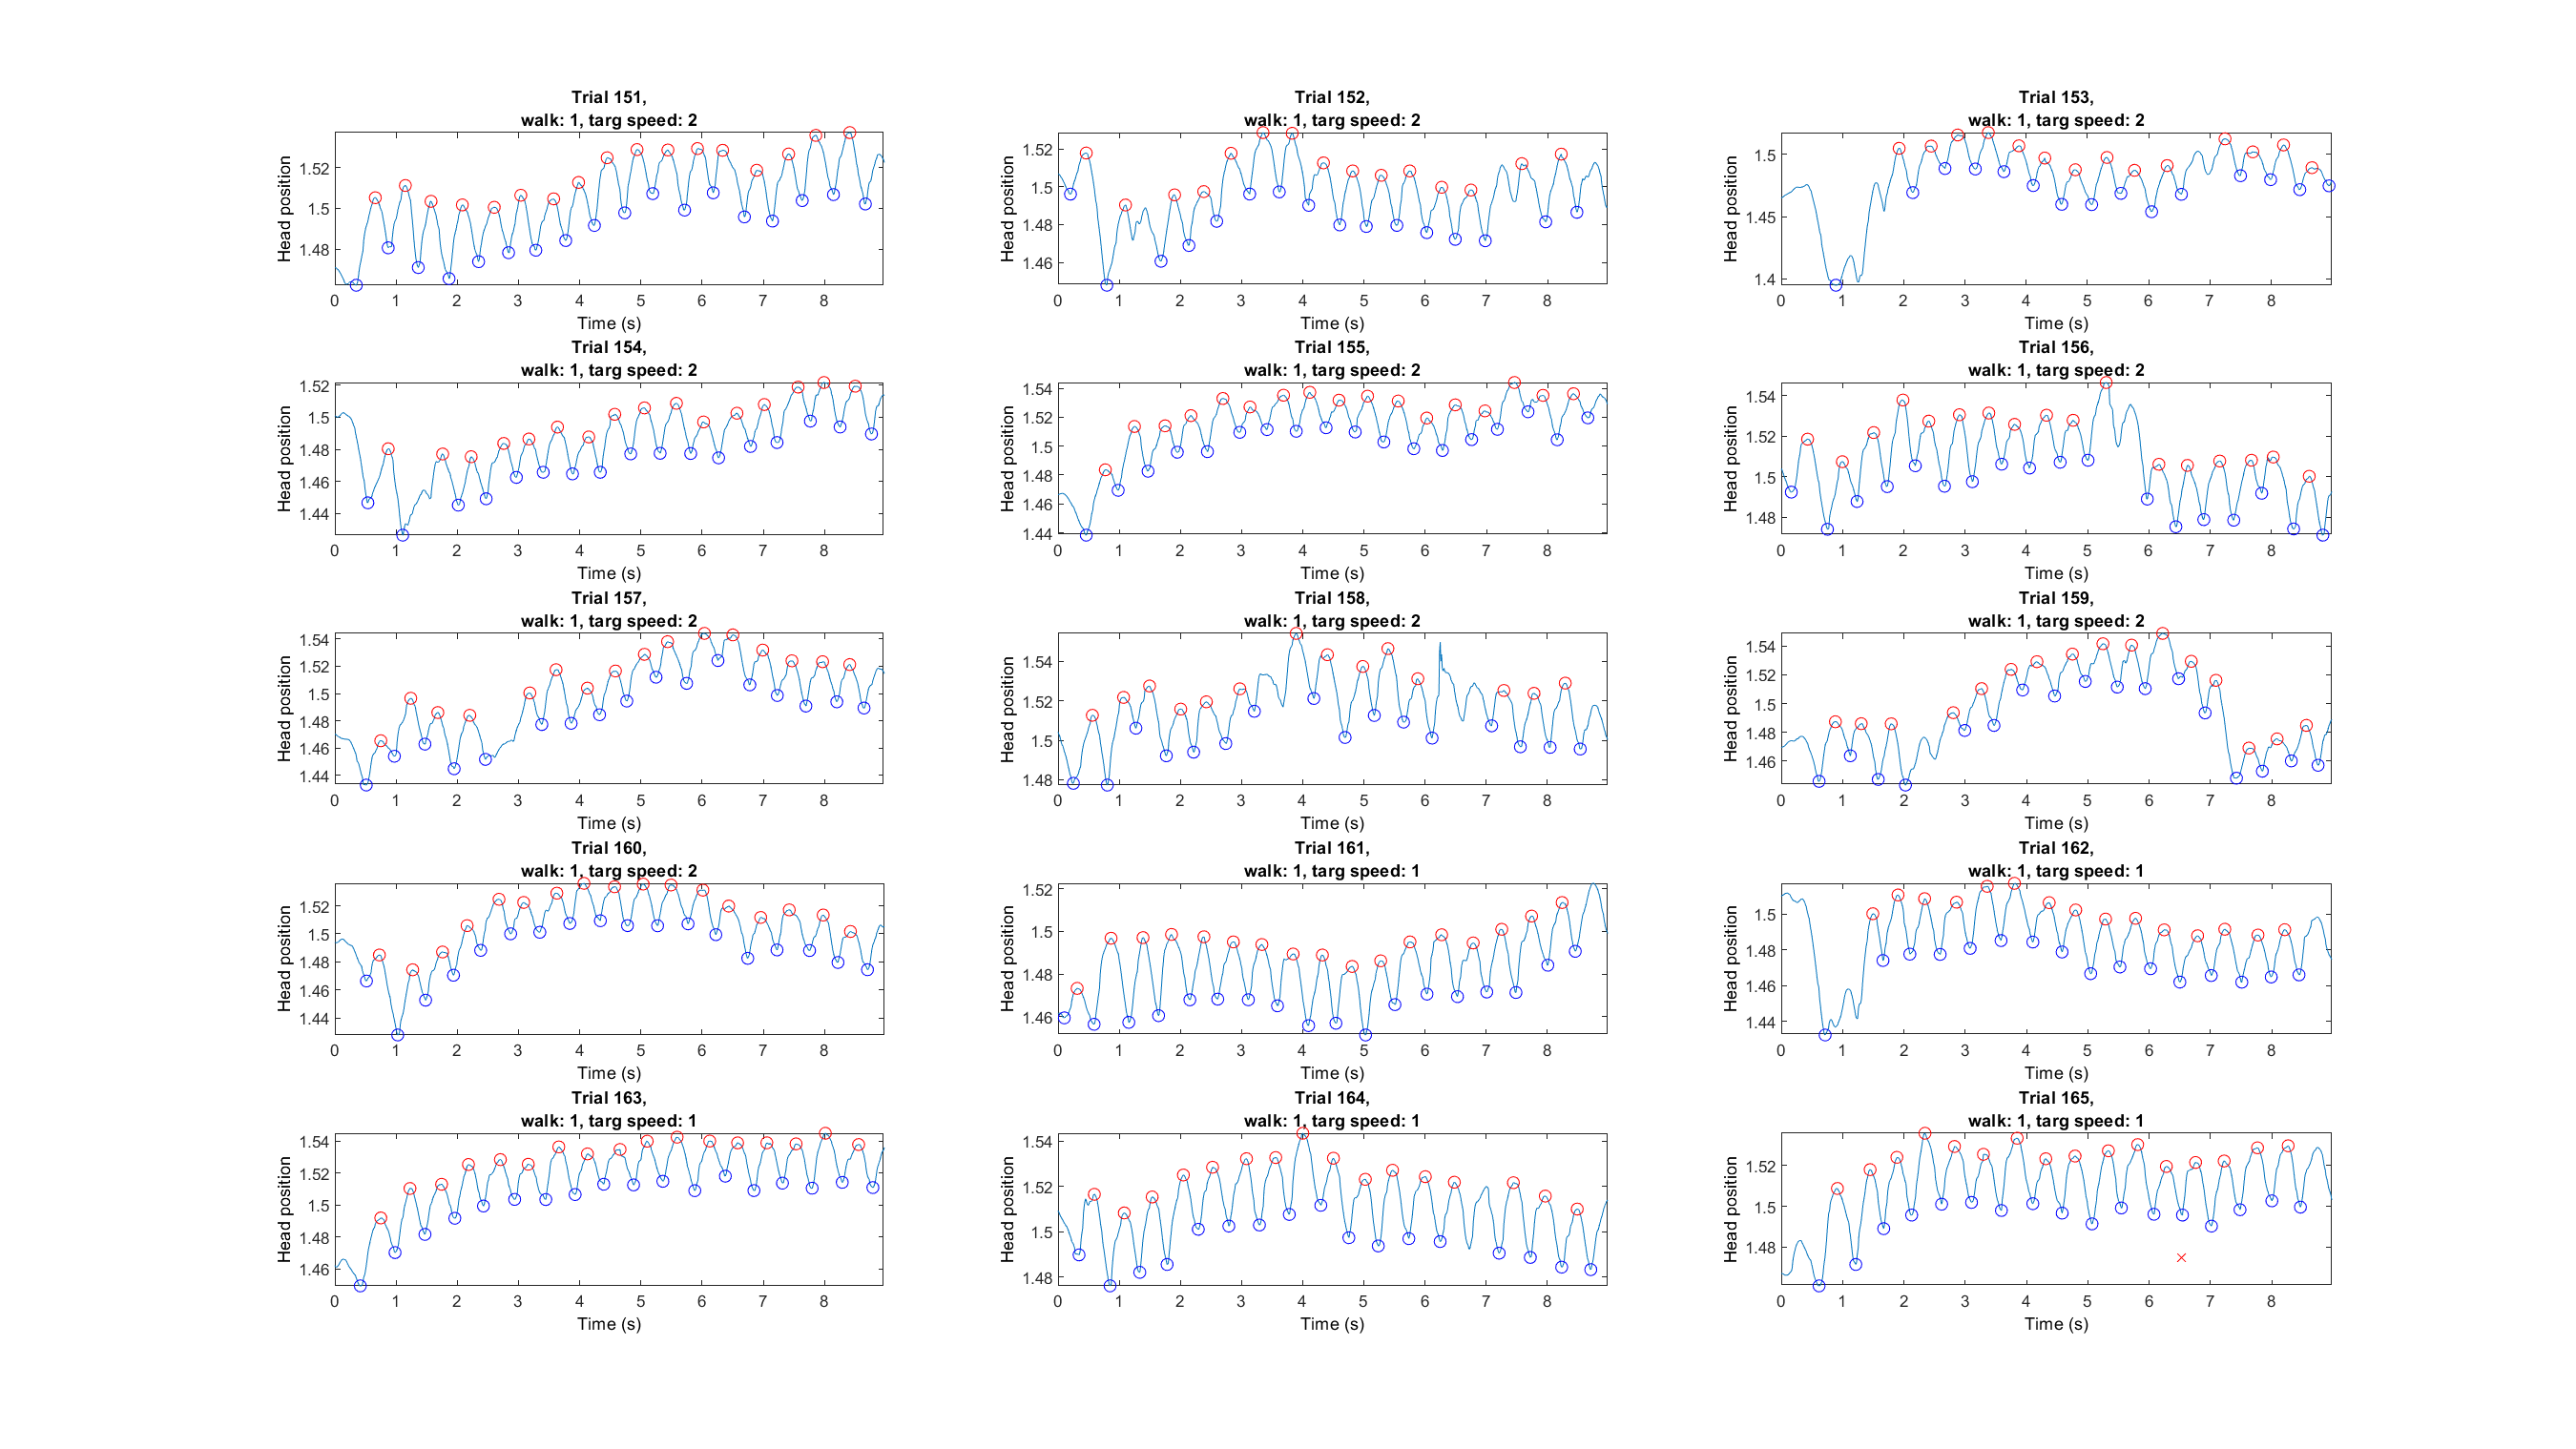 Trial 151,
walk: 1, targ speed: 2
Head position
1.52
1.5
1.48
0 1 2 3 4 5 6 7 8
Time (s)
Trial 152,
walk: 1, targ speed: 2
Head position
1.52
1.5
1.48
1.46
0 1 2 3 4 5 6 7 8
Time (s)
Trial 153,
walk: 1, targ speed: 2
Head position
1.5
1.45
1.4
0 1 2 3 4 5 6 7 8
Time (s)
Trial 154,
walk: 1, targ speed: 2
Head position
1.52
1.5
1.48
1.46
1.44
0 1 2 3 4 5 6 7 8
Time (s)
Trial 155,
walk: 1, targ speed: 2
Head position
1.54
1.52
1.5
1.48
1.46
1.44
0 1 2 3 4 5 6 7 8
Time (s)
Trial 156,
walk: 1, targ speed: 2
Head position
1.54
1.52
1.5
1.48
0 1 2 3 4 5 6 7 8
Time (s)
Trial 157,
walk: 1, targ speed: 2
Head position
1.54
1.52
1.5
1.48
1.46
1.44
0 1 2 3 4 5 6 7 8
Time (s)
Trial 158,
walk: 1, targ speed: 2
Head position
1.54
1.52
1.5
1.48
0 1 2 3 4 5 6 7 8
Time (s)
Trial 159,
walk: 1, targ speed: 2
Head position
1.54
1.52
1.5
1.48
1.46
0 1 2 3 4 5 6 7 8
Time (s)
Trial 160,
walk: 1, targ speed: 2
Head position
1.52
1.5
1.48
1.46
1.44
0 1 2 3 4 5 6 7 8
Time (s)
Trial 161,
walk: 1, targ speed: 1
Head position
1.52
1.5
1.48
1.46
0 1 2 3 4 5 6 7 8
Time (s)
Trial 162,
walk: 1, targ speed: 1
Head position
1.5
1.48
1.46
1.44
0 1 2 3 4 5 6 7 8
Time (s)
Trial 163,
walk: 1, targ speed: 1
Head position
1.54
1.52
1.5
1.48
1.46
0 1 2 3 4 5 6 7 8
Time (s)
Trial 164,
walk: 1, targ speed: 1
Head position
1.54
1.52
1.5
1.48
0 1 2 3 4 5 6 7 8
Time (s)
Trial 165,
walk: 1, targ speed: 1
Head position
1.52
1.5
1.48
0 1 2 3 4 5 6 7 8
Time (s)